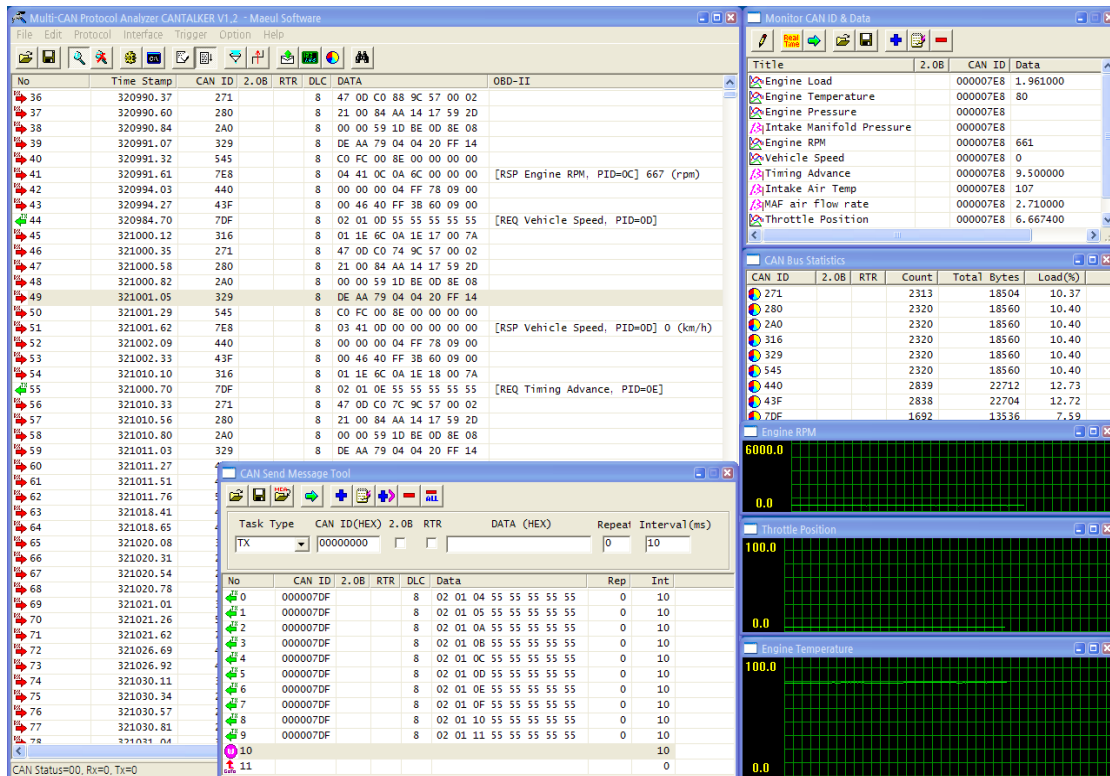 Multi-CAN Protocol Analyzer CANTALKER V1,2 - Maeul Software
File Edit Protocol Interface Trigger Option Help
No Time Stamp CAN ID 2.0B RTR DLC DATA OBD-II
36 320990.37 271 8 47 0D C0 88 9C 57 00 02
37 320990.60 280 8 21 00 84 AA 14 17 59 2D
38 320990.84 2A0 8 00 00 59 1D BE 0D 8E 08
39 320991.07 329 8 DE AA 79 04 04 20 FF 14
40 320991.32 545 8 C0 FC 00 8E 00 00 00 00
41 320991.61 7E8 8 04 41 0C 0A 6C 00 00 00 [RSP Engine RPM, PID=0C] 667 (rpm)
42 320994.03 440 8 00 00 00 04 FF 78 09 00
43 320994.27 43F 8 00 46 40 FF 3B 60 09 00
44 320984.70 7DF 8 02 01 0D 55 55 55 55 55 [REQ Vehicle Speed, PID=0D]
45 321000.12 316 8 01 1E 6C 0A 1E 17 00 7A
46 321000.35 271 8 47 0D C0 74 9C 57 00 02
47 321000.58 280 8 21 00 84 AA 14 17 59 2D
48 321000.82 2A0 8 00 00 59 1D BE 0D 8E 08
49 321001.05 329 8 DE AA 79 04 04 20 FF 14
50 321001.29 545 8 C0 FC 00 8E 00 00 00 00
51 321001.62 7E8 8 03 41 0D 00 00 00 00 00 [RSP Vehicle Speed, PID=0D] 0 (km/h)
52 321002.09 440 8 00 00 00 04 FF 78 09 00
53 321002.33 43F 8 00 46 40 FF 3B 60 09 00
54 321010.10 316 8 01 1E 6C 0A 1E 18 00 7A
55 321000.70 7DF 8 02 01 0E 55 55 55 55 55 [REQ Timing Advance, PID=0E]
56 321010.33 271 8 47 0D C0 7C 9C 57 00 02
57 321010.56 280 8 21 00 84 AA 14 17 59 2D
58 321010.80 2A0 8 00 00 59 1D BE 0D 8E 08
59 321011.03 329 8 DE AA 79 04 04 20 FF 14
60 321011.27
61 321011.51
62 321011.76
63 321018.41
64 321018.65
65 321020.08
66 321020.31
67 321020.54
68 321020.78
69 321021.01
70 321021.26
71 321021.62
72 321026.69
73 321026.92
74 321030.11
75 321030.34
76 321030.57
77 321030.81
78 321031.04
CAN Status=00, Rx=0, Tx=0
CAN Send Message Tool
ALL
Task Type CAN ID(HEX) 2.0B RTR DATA (HEX) Repeat Interval(ms)
TX 00000000 0 10
No CAN ID 2.0B RTR DLC Data Rep Int
0 000007DF 8 02 01 04 55 55 55 55 55 0 10
1 000007DF 8 02 01 05 55 55 55 55 55 0 10
2 000007DF 8 02 01 0A 55 55 55 55 55 0 10
3 000007DF 8 02 01 0B 55 55 55 55 55 0 10
4 000007DF 8 02 01 0C 55 55 55 55 55 0 10
5 000007DF 8 02 01 0D 55 55 55 55 55 0 10
6 000007DF 8 02 01 0E 55 55 55 55 55 0 10
7 000007DF 8 02 01 0F 55 55 55 55 55 0 10
8 000007DF 8 02 01 10 55 55 55 55 55 0 10
9 000007DF 8 02 01 11 55 55 55 55 55 0 10
10 10
11 0
Monitor CAN ID & Data
Real Time
Title 2.0B CAN ID Data
Engine Load 000007E8 1.961000
Engine Temperature 000007E8 80
Engine Pressure 000007E8
Intake Manifold Pressure 000007E8
Engine RPM 000007E8 661
Vehicle Speed 000007E8 0
Timing Advance 000007E8 9.500000
Intake Air Temp 000007E8 107
MAF air flow rate 000007E8 2.710000
Throttle Position 000007E8 6.667400
CAN Bus Statistics
CAN ID 2.0B RTR Count Total Bytes Load(%)
271 2313 18504 10.37
280 2320 18560 10.40
2A0 2320 18560 10.40
316 2320 18560 10.40
329 2320 18560 10.40
545 2320 18560 10.40
440 2839 22712 12.73
43F 2838 22704 12.72
7DF 1692 13536 7.59
Engine RPM
6000.0
0.0
Throttle Position
100.0
0.0
Engine Temperature
100.0
0.0